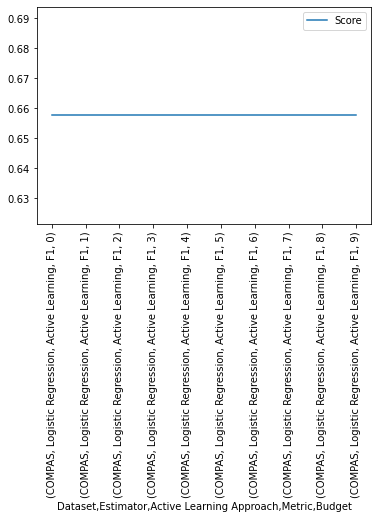 Score
0.69
0.68
0.67
0.66
0.65
0.64
0.63
(COMPAS, Logistic Regression, Active Learning, F1, 0)
(COMPAS, Logistic Regression, Active Learning, F1, 1)
(COMPAS, Logistic Regression, Active Learning, F1, 2)
(COMPAS, Logistic Regression, Active Learning, F1, 3)
(COMPAS, Logistic Regression, Active Learning, F1, 4)
(COMPAS, Logistic Regression, Active Learning, F1, 5)
(COMPAS, Logistic Regression, Active Learning, F1, 6)
(COMPAS, Logistic Regression, Active Learning, F1, 7)
(COMPAS, Logistic Regression, Active Learning, F1, 8)
(COMPAS, Logistic Regression, Active Learning, F1, 9)
Dataset,Estimator,Active Learning Approach,Metric,Budget